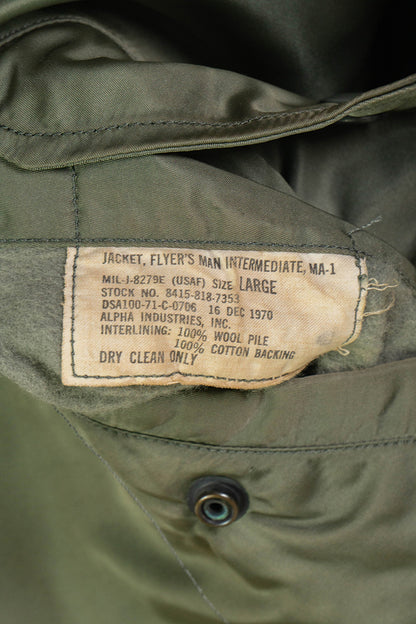 JACKET, FLYER'S MAN INTERMEDIATE, MA-1
MIL-J-8279E (USAF) SIZE LARGE
STOCK NO. 8415-818-7353
DSA100-71-C-0706 16 DEC 1970
ALPHA INDUSTRIES, INC.
INTERLINING: 100% WOOL PILE
100% COTTON BACKING
DRY CLEAN ONLY